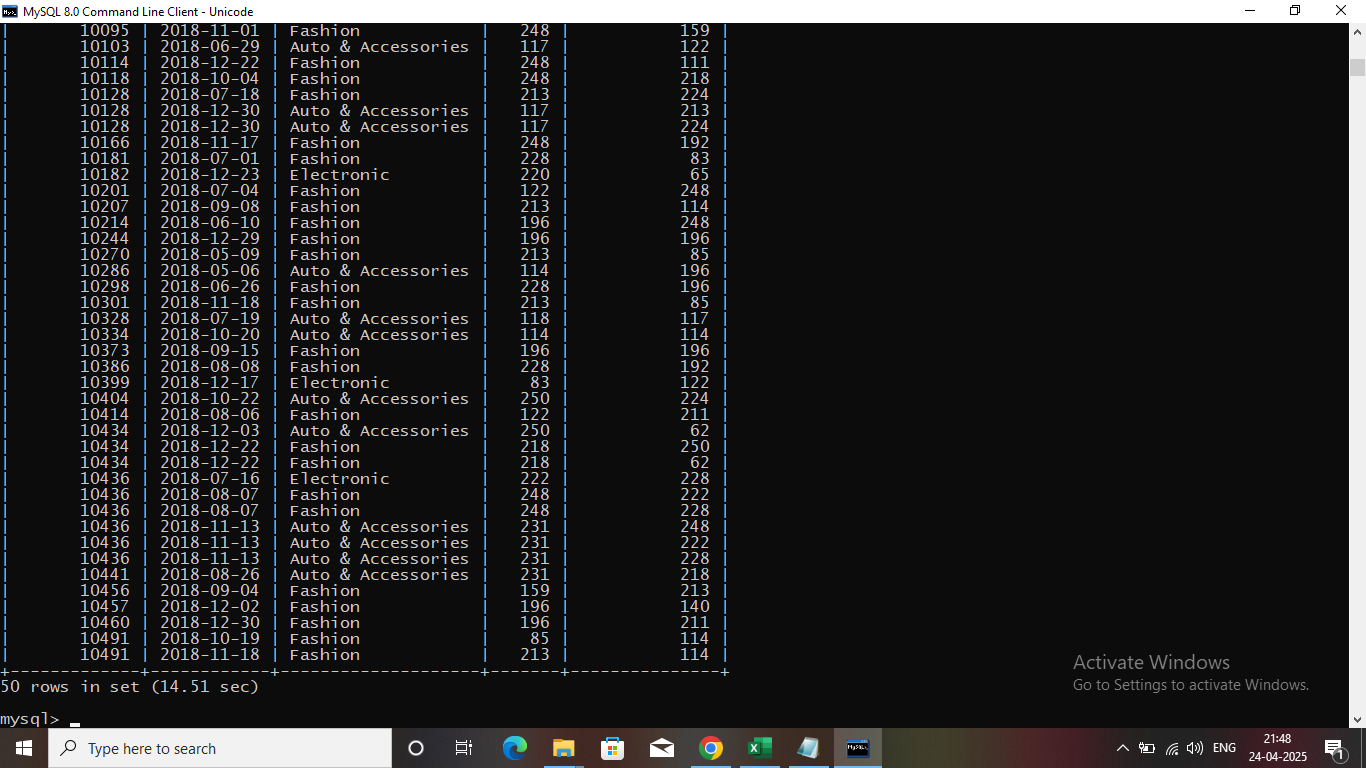 MySQL 8.0 Command Line Client - Unicode
| 10095 | 2018-11-01 | Fashion | 248 | 159 |
| 10103 | 2018-06-29 | Auto & Accessories | 117 | 122 |
| 10114 | 2018-12-22 | Fashion | 248 | 111 |
| 10118 | 2018-10-04 | Fashion | 248 | 218 |
| 10128 | 2018-07-18 | Fashion | 213 | 224 |
| 10128 | 2018-12-30 | Auto & Accessories | 117 | 213 |
| 10128 | 2018-12-30 | Auto & Accessories | 117 | 224 |
| 10166 | 2018-11-17 | Fashion | 248 | 192 |
| 10181 | 2018-07-01 | Fashion | 228 | 83 |
| 10182 | 2018-12-23 | Electronic | 220 | 65 |
| 10201 | 2018-07-04 | Fashion | 122 | 248 |
| 10207 | 2018-09-08 | Fashion | 213 | 114 |
| 10214 | 2018-06-10 | Fashion | 196 | 248 |
| 10244 | 2018-12-29 | Fashion | 196 | 196 |
| 10270 | 2018-05-09 | Fashion | 213 | 85 |
| 10286 | 2018-05-06 | Auto & Accessories | 114 | 196 |
| 10298 | 2018-06-26 | Fashion | 228 | 196 |
| 10301 | 2018-11-18 | Fashion | 213 | 85 |
| 10328 | 2018-07-19 | Auto & Accessories | 118 | 117 |
| 10334 | 2018-10-20 | Auto & Accessories | 114 | 114 |
| 10373 | 2018-09-15 | Fashion | 196 | 196 |
| 10386 | 2018-08-08 | Fashion | 228 | 192 |
| 10399 | 2018-12-17 | Electronic | 83 | 122 |
| 10404 | 2018-10-22 | Auto & Accessories | 250 | 224 |
| 10414 | 2018-08-06 | Fashion | 122 | 211 |
| 10434 | 2018-12-03 | Auto & Accessories | 250 | 62 |
| 10434 | 2018-12-22 | Fashion | 218 | 250 |
| 10434 | 2018-12-22 | Fashion | 218 | 62 |
| 10436 | 2018-07-16 | Electronic | 222 | 228 |
| 10436 | 2018-08-07 | Fashion | 248 | 222 |
| 10436 | 2018-08-07 | Fashion | 248 | 228 |
| 10436 | 2018-11-13 | Auto & Accessories | 231 | 248 |
| 10436 | 2018-11-13 | Auto & Accessories | 231 | 222 |
| 10436 | 2018-11-13 | Auto & Accessories | 231 | 228 |
| 10441 | 2018-08-26 | Auto & Accessories | 231 | 218 |
| 10456 | 2018-09-04 | Fashion | 159 | 213 |
| 10457 | 2018-12-02 | Fashion | 196 | 140 |
| 10460 | 2018-12-30 | Fashion | 196 | 211 |
| 10491 | 2018-10-19 | Fashion | 85 | 114 |
| 10491 | 2018-11-18 | Fashion | 213 | 114 |
+-------------+------------+--------------------+-------+---------------+
50 rows in set (14.51 sec)
mysql>
Activate Windows
Go to Settings to activate Windows.
Type here to search
ENG
21:48
24-04-2025
1